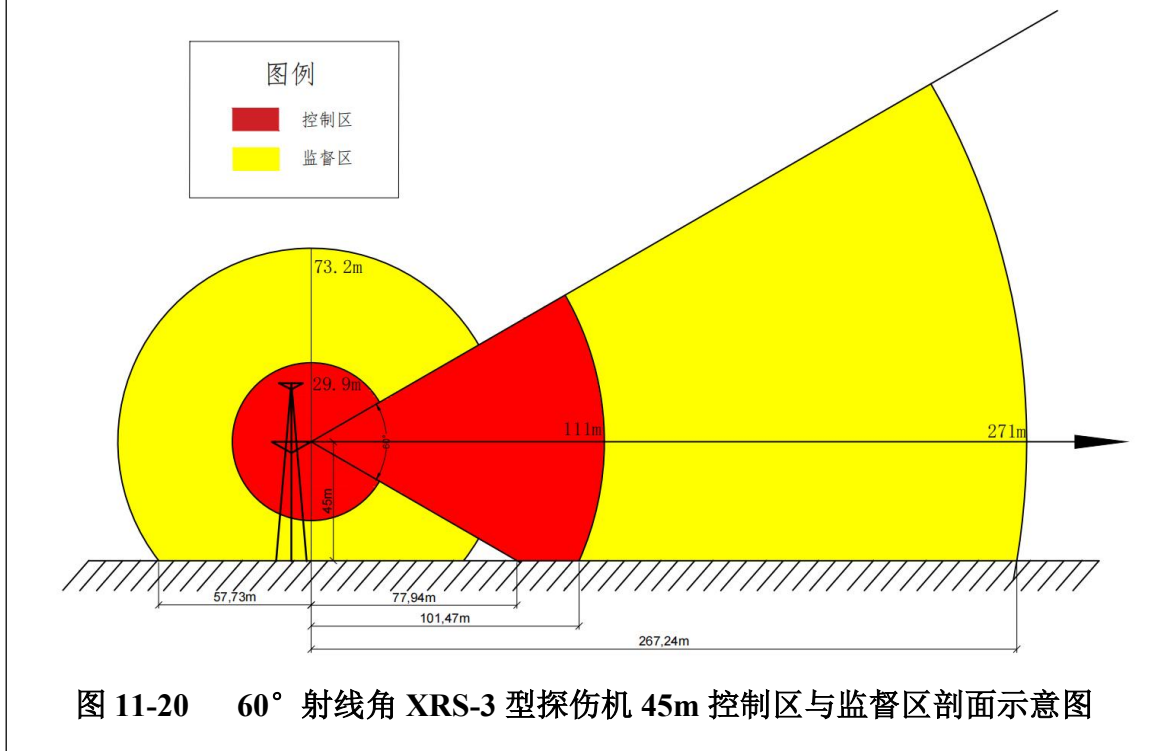 图例
控制区
监督区
73.2m
29.9m
60°
111m
271m
45m
57,73m
77,94m
101,47m
267,24m
图 11-20 60°射线角 XRS-3 型探伤机 45m 控制区与监督区剖面示意图